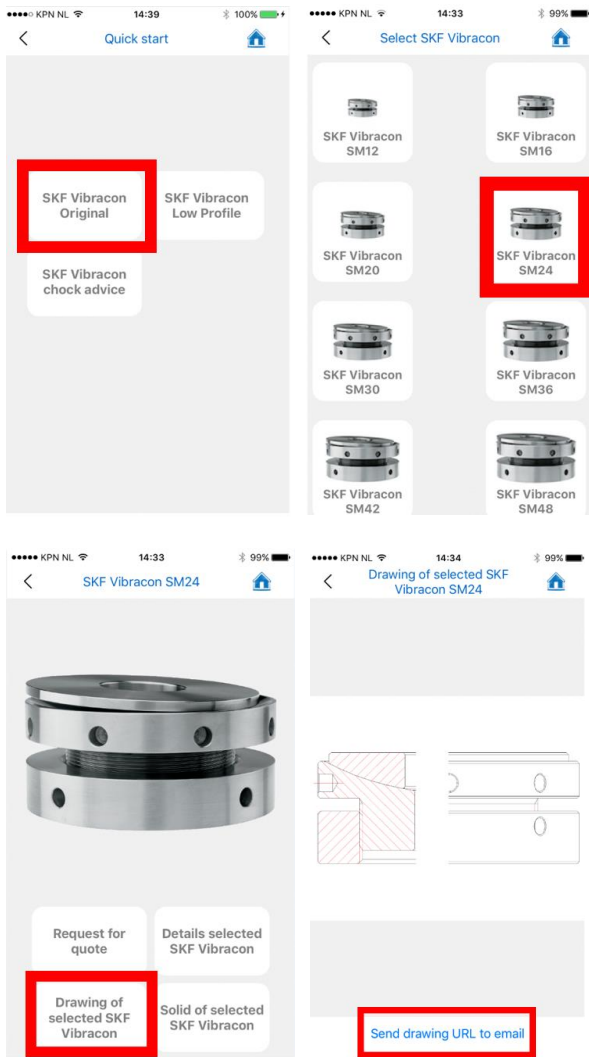 KPN NL 14:39 100%
Quick start
SKF Vibracon
Original
SKF Vibracon
Low Profile
SKF Vibracon
chock advice
KPN NL 14:33 99%
Select SKF Vibracon
SKF Vibracon
SM12
SKF Vibracon
SM16
SKF Vibracon
SM20
SKF Vibracon
SM24
SKF Vibracon
SM30
SKF Vibracon
SM36
SKF Vibracon
SM42
SKF Vibracon
SM48
KPN NL 14:33 99%
SKF Vibracon SM24
Request for
quote
Details selected
SKF Vibracon
Drawing of
selected SKF
Vibracon
Solid of selected
SKF Vibracon
KPN NL 14:34 99%
Drawing of selected SKF
Vibracon SM24
Send drawing URL to email